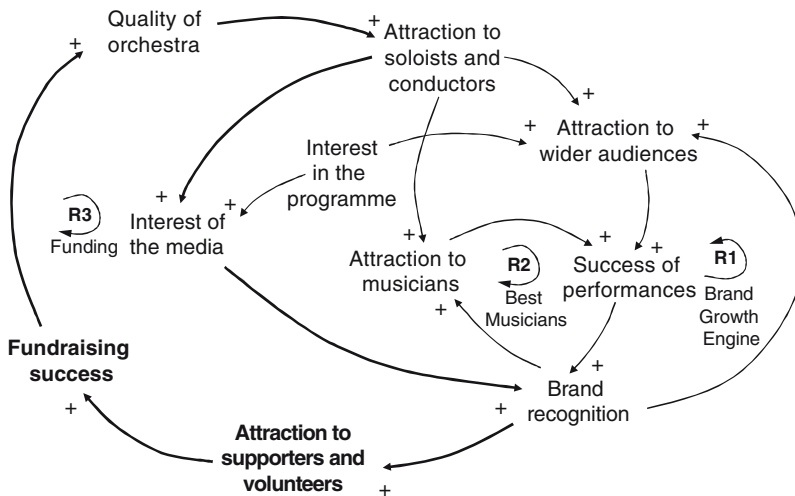 Quality of
orchestra
+
+
Attraction to
soloists and
conductors
+
+
Interest
in the
programme
+
Attraction to
wider audiences
+
R3
Funding
+
Interest of
the media
+
+
Attraction to
musicians
+
R2
Best
Musicians
+
+
Success of
performances
R1
Brand
Growth
Engine
Fundraising
success
+
+
Brand
recognition
+
Attraction to
supporters and
volunteers
+